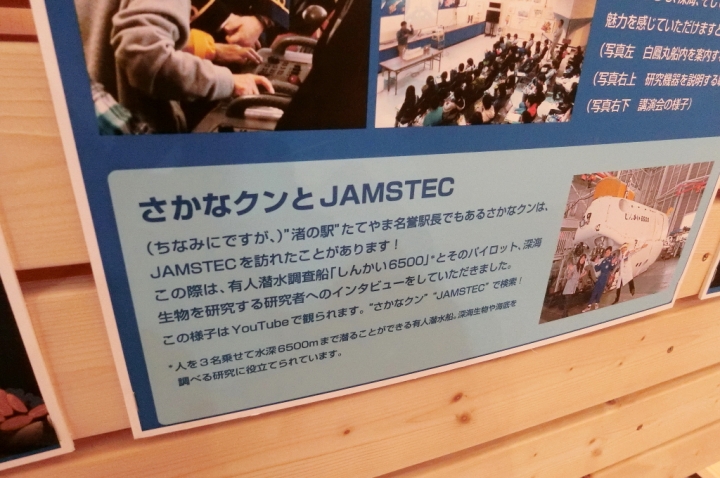 魅力を感じていただけますと
(写真左　白鳳丸船内を案内す
(写真右上　研究機器を説明する
(写真右下　講演会の様子)
さかなクンとJAMSTEC
(ちなみにですが、)"渚の駅"たてやま名誉駅長でもあるさかなクンは、
JAMSTECを訪れたことがあります！
この際は、有人潜水調査船「しんかい6500」*とそのパイロット、深海
生物を研究する研究者へのインタビューをしていただきました。
この様子はYouTubeで観られます。"さかなクン" "JAMSTEC"で検索！
*人を3名乗せて水深6500mまで潜ることができる有人潜水船。深海生物や海底を
調べる研究に役立てられています。
しんかい6500